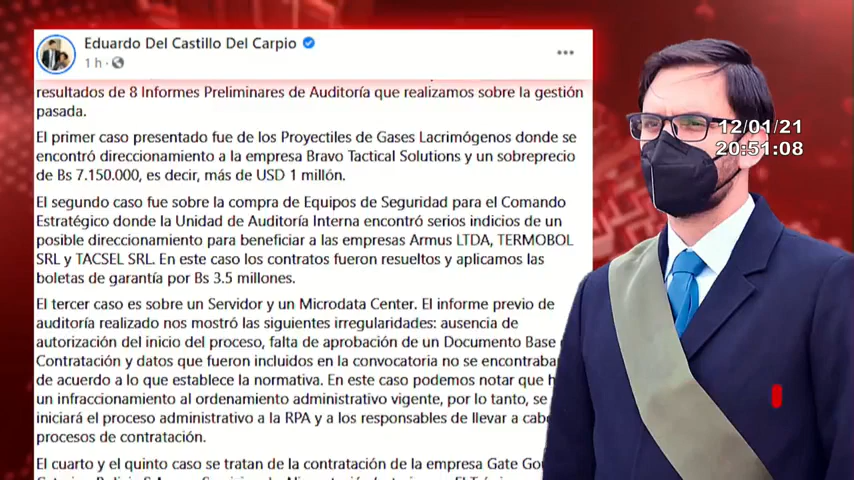 Eduardo Del Castillo Del Carpio
1 h ·
resultados de 8 Informes Preliminares de Auditoría que realizamos sobre la gestión
pasada.
El primer caso presentado fue de los Proyectiles de Gases Lacrimógenos donde se
encontró direccionamiento a la empresa Bravo Tactical Solutions y un sobreprecio
de Bs 7.150.000, es decir, más de USD 1 millón.
El segundo caso fue sobre la compra de Equipos de Seguridad para el Comando
Estratégico donde la Unidad de Auditoría Interna encontró serios indicios de un
posible direccionamiento para beneficiar a las empresas Armus LTDA, TERMOBOL
SRL y TACSEL SRL. En este caso los contratos fueron resueltos y aplicamos las
boletas de garantía por Bs 3.5 millones.
El tercer caso es sobre un Servidor y un Microdata Center. El informe previo de
auditoría realizado nos mostró las siguientes irregularidades: ausencia de
autorización del inicio del proceso, falta de aprobación de un Documento Base
Contratación y datos que fueron incluidos en la convocatoria no se encontraba
de acuerdo a lo que establece la normativa. En este caso podemos notar que h
un infraccionamiento al ordenamiento administrativo vigente, por lo tanto, se
iniciará el proceso administrativo a la RPA y a los responsables de llevar a cabo
procesos de contratación.
El cuarto y el quinto caso se tratan de la contratación de la empresa Gate Go
12/01/21
20:51:08